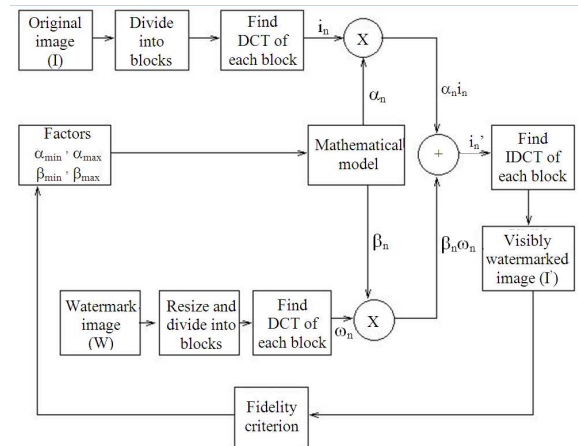 Original
image
(I)
Divide
into
blocks
Find
DCT of
each block
iₙ
X
αₙ
αₙiₙ
Factors
αmin , αmax
βmin , βmax
Mathematical
model
+
iₙ’
Find
IDCT of
each block
βₙ
βₙωₙ
Visibly
watermarked
image (I')
Watermark
image
(W)
Resize and
divide into
blocks
Find
DCT of
each block
ωₙ
X
Fidelity
criterion